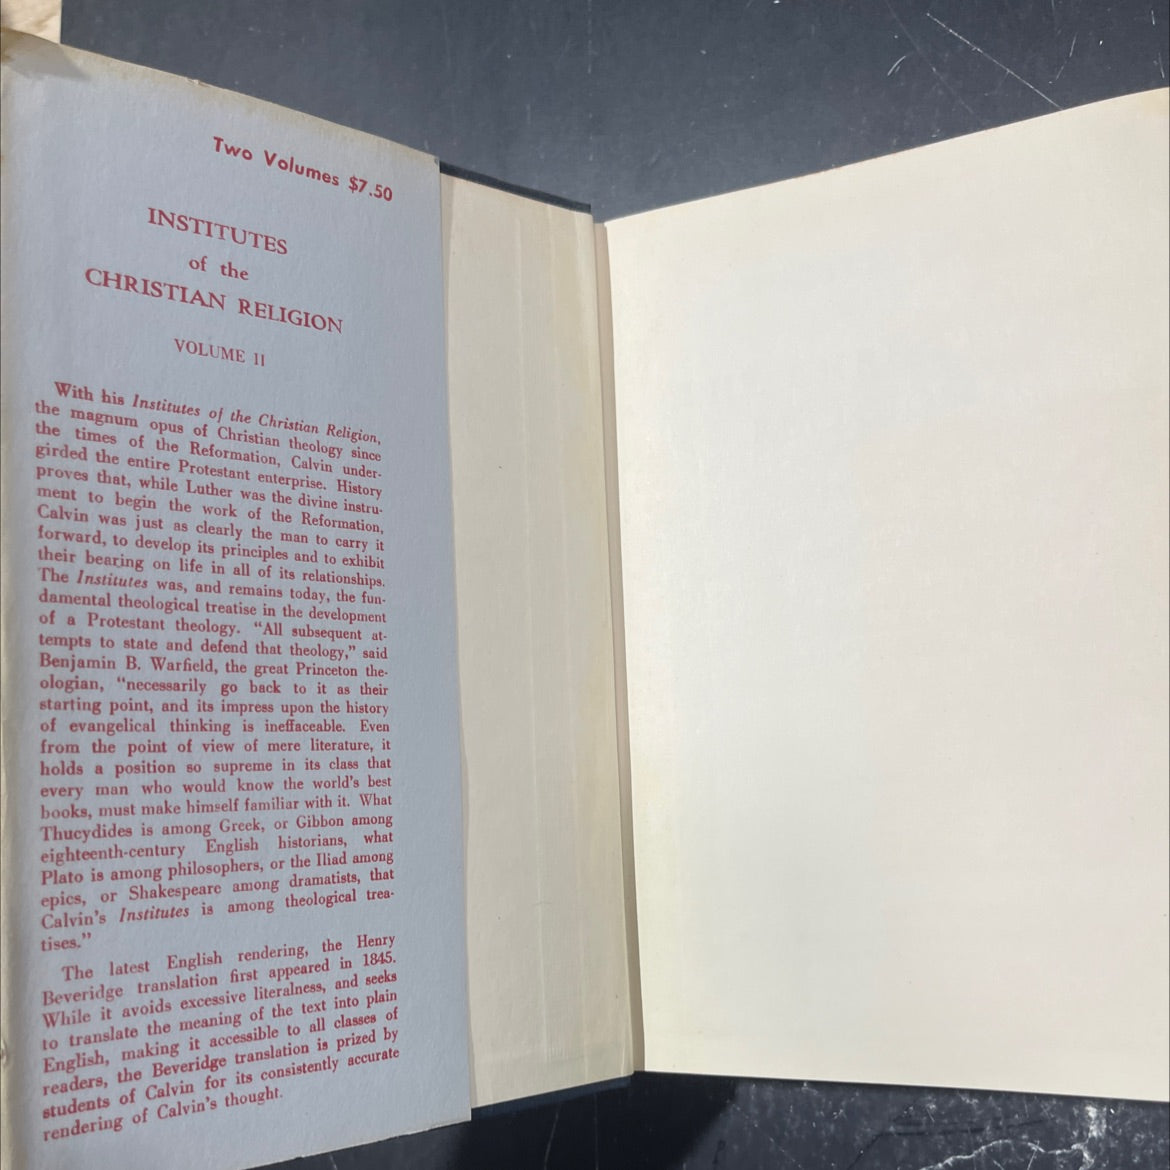 Two Volumes $7.50
INSTITUTES
of the
CHRISTIAN RELIGION
VOLUME II
With his Institutes of the Christian Religion,
the magnum opus of Christian theology since
the times of the Reformation, Calvin under-
girded the entire Protestant enterprise. History
proves that, while Luther was the divine instru-
ment to begin the work of the Reformation,
Calvin was just as clearly the man to carry it
forward, to develop its principles and to exhibit
their bearing on life in all of its relationships.
The Institutes was, and remains today, the fun-
damental theological treatise in the development
of a Protestant theology. “All subsequent at-
tempts to state and defend that theology,” said
Benjamin B. Warfield, the great Princeton the-
ologian, “necessarily go back to it as their
starting point, and its impress upon the history
of evangelical thinking is ineffaceable. Even
from the point of view of mere literature, it
holds a position so supreme in its class that
every man who would know the world's best
books, must make himself familiar with it. What
Thucydides is among Greek, or Gibbon among
eighteenth-century English historians, what
Plato is among philosophers, or the Iliad among
epics, or Shakespeare among dramatists, that
Calvin's Institutes is among theological trea-
tises.”
The latest English rendering, the Henry
Beveridge translation first appeared in 1845.
While it avoids excessive literalness, and seeks
to translate the meaning of the text into plain
English, making it accessible to all classes of
readers, the Beveridge translation is prized by
students of Calvin for its consistently accurate
rendering of Calvin's thought.